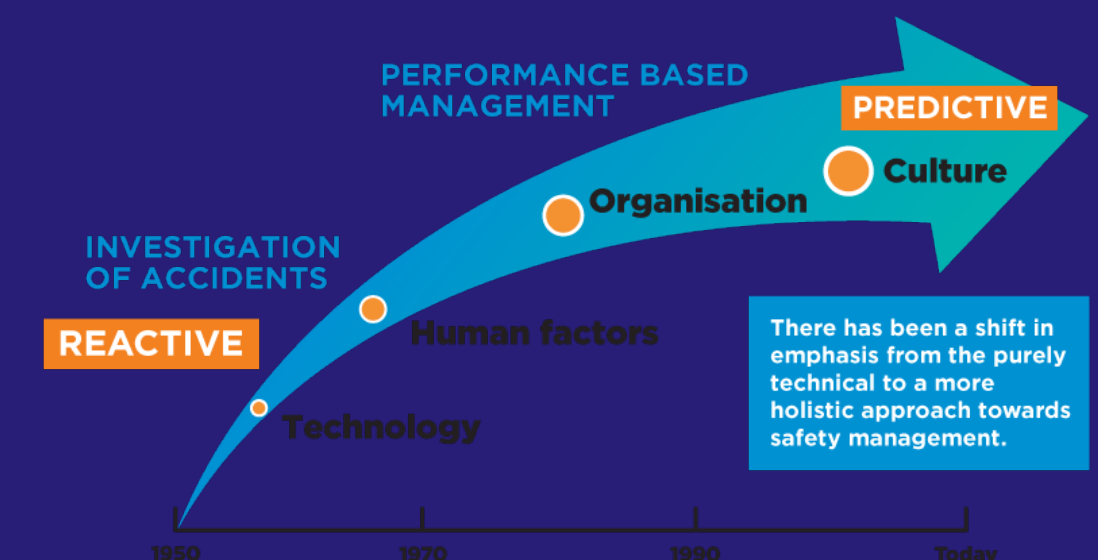 PERFORMANCE BASED
MANAGEMENT
PREDICTIVE
Culture
Organisation
INVESTIGATION
OF ACCIDENTS
REACTIVE
Human factors
Technology
There has been a shift in
emphasis from the purely
technical to a more
holistic approach towards
safety management.
1950
1970
1990
Today